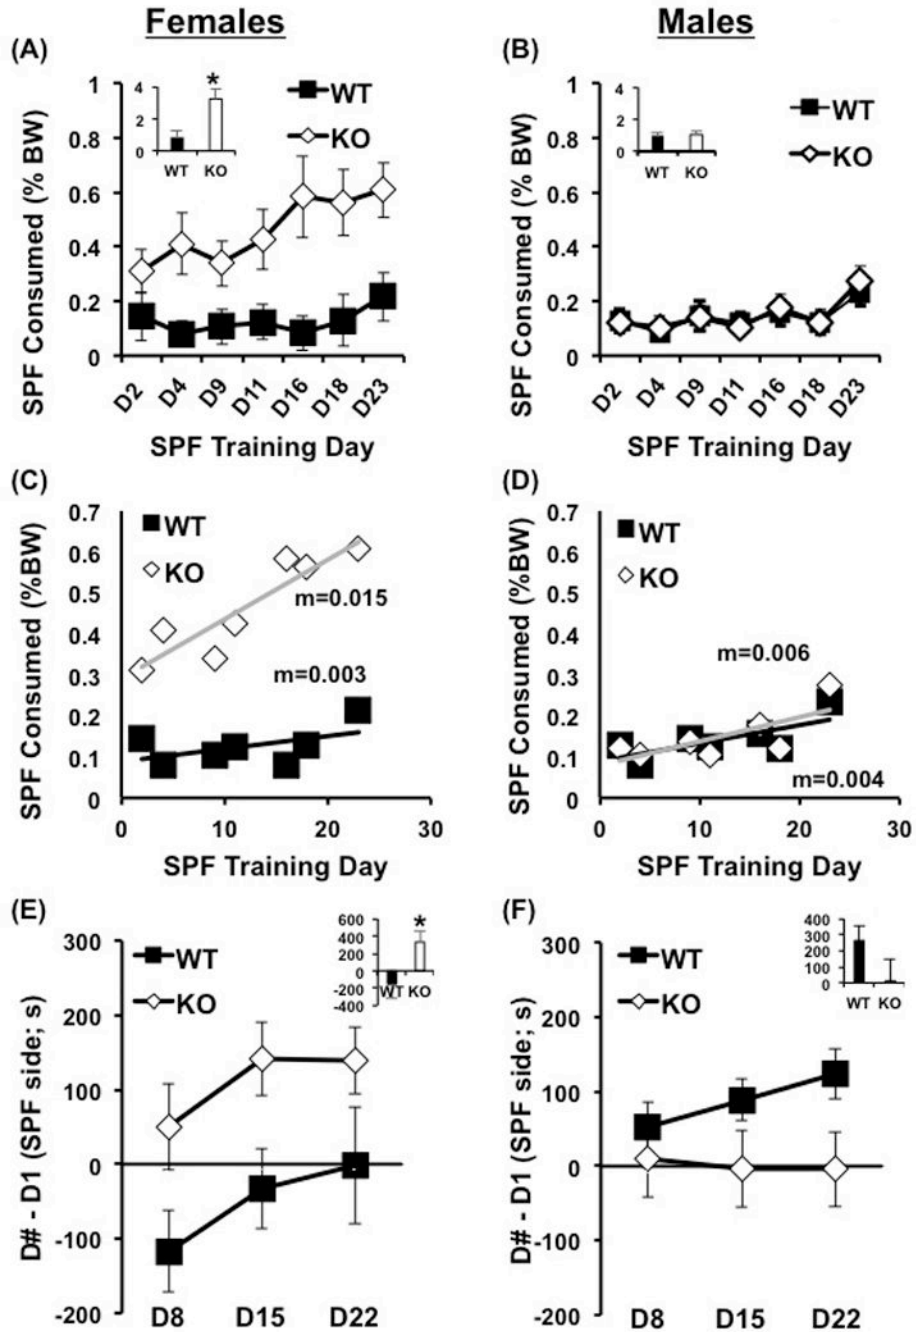 Females
Males
(A)
SPF Consumed (% BW)
1
0.8
0.6
0.4
0.2
0
4
2
0
*
WT
KO
WT
KO
D2
D4
D9
D11
D16
D18
D23
SPF Training Day
(B)
SPF Consumed (% BW)
1
0.8
0.6
0.4
0.2
0
4
2
0
WT
KO
WT
KO
D2
D4
D9
D11
D16
D18
D23
SPF Training Day
(C)
SPF Consumed (%BW)
0.7
0.6
0.5
0.4
0.3
0.2
0.1
0
WT
KO
m=0.015
m=0.003
0
10
20
30
SPF Training Day
(D)
SPF Consumed (%BW)
0.7
0.6
0.5
0.4
0.3
0.2
0.1
0
WT
KO
m=0.006
m=0.004
0
10
20
30
SPF Training Day
(E)
D# - D1 (SPF side; s)
300
200
100
0
-100
-200
WT
KO
600
400
200
0
-200
-400
*
WT
KO
D8
D15
D22
(F)
D# - D1 (SPF side; s)
300
200
100
0
-100
-200
WT
KO
400
300
200
100
0
WT
KO
D8
D15
D22